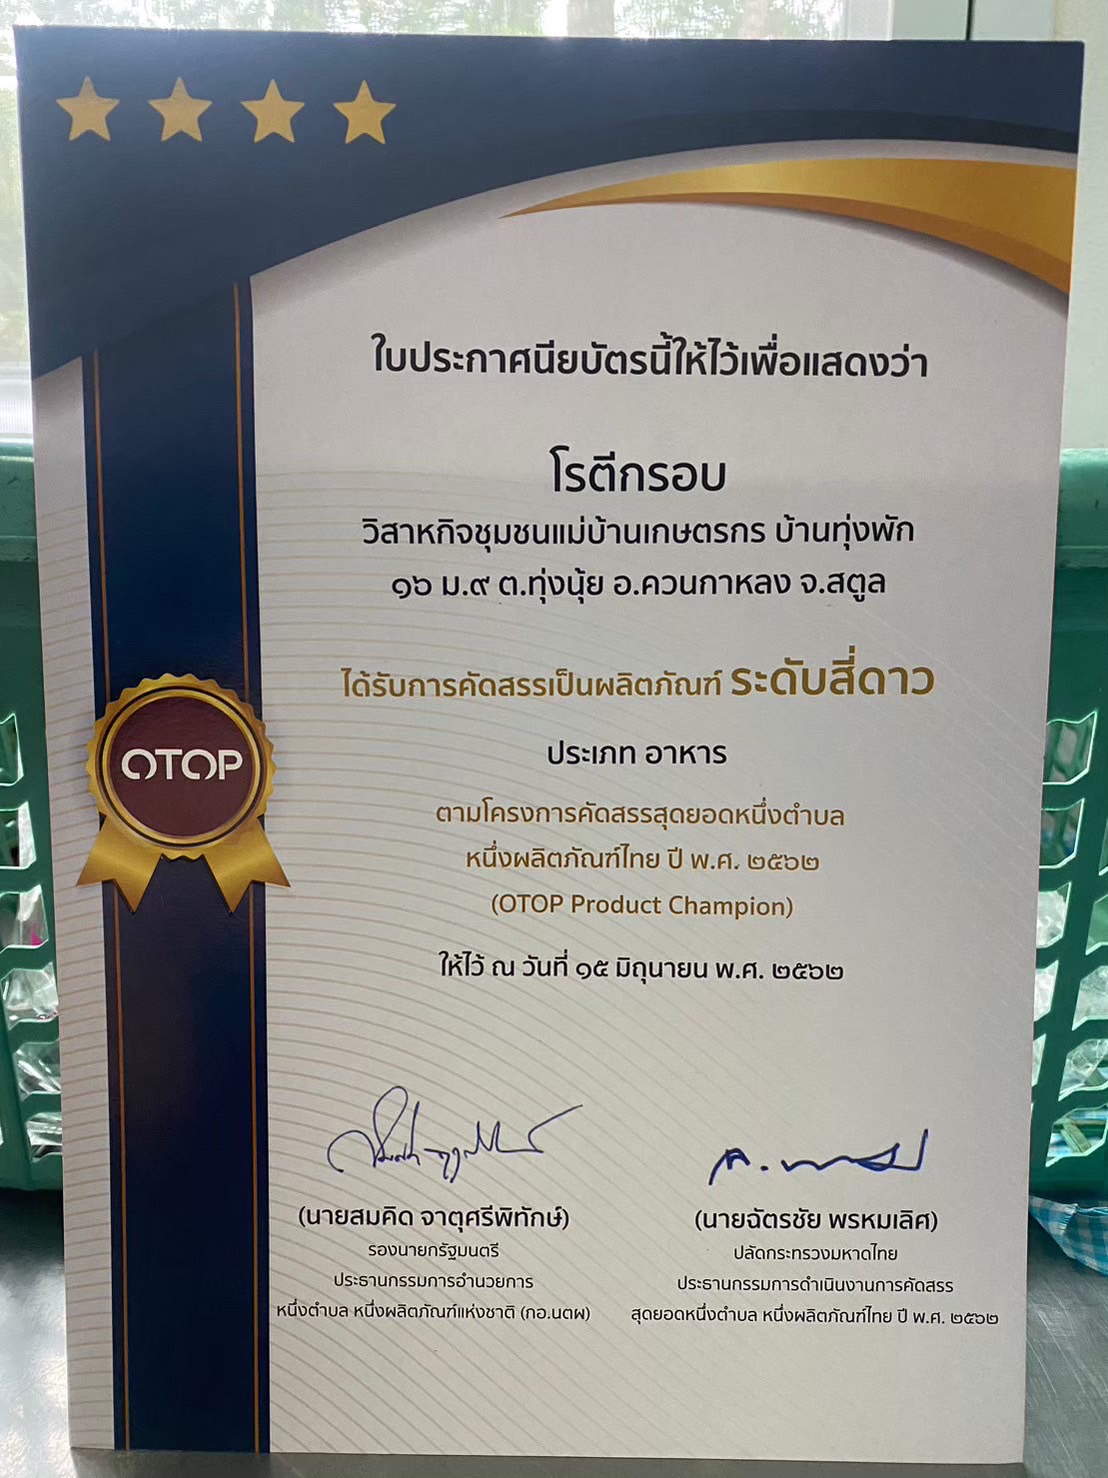 ใบประกาศนียบัตรนี้ให้ไว้เพื่อแสดงว่า
โรตีกรอบ
วิสาหกิจชุมชนแม่บ้านเกษตรกร บ้านทุ่งพัก
๑๖ ม.๙ ต.ทุ่งนุ้ย อ.ควนกาหลง จ.สตูล
ได้รับการคัดสรรเป็นผลิตภัณฑ์ ระดับสี่ดาว
OTOP
ประเภท อาหาร
ตามโครงการคัดสรรสุดยอดหนึ่งตำบล
หนึ่งผลิตภัณฑ์ไทย ปี พ.ศ. ๒๕๖๒
(OTOP Product Champion)
ให้ไว้ ณ วันที่ ๑๕ มิถุนายน พ.ศ. ๒๕๖๒
(นายสมคิด จาตุศรีพิทักษ์)
รองนายกรัฐมนตรี
ประธานกรรมการอำนวยการ
หนึ่งตำบล หนึ่งผลิตภัณฑ์แห่งชาติ (กอ.นตผ)
(นายฉัตรชัย พรหมเลิศ)
ปลัดกระทรวงมหาดไทย
ประธานกรรมการดำเนินงานการคัดสรร
สุดยอดหนึ่งตำบล หนึ่งผลิตภัณฑ์ไทย ปี พ.ศ. ๒๕๖๒